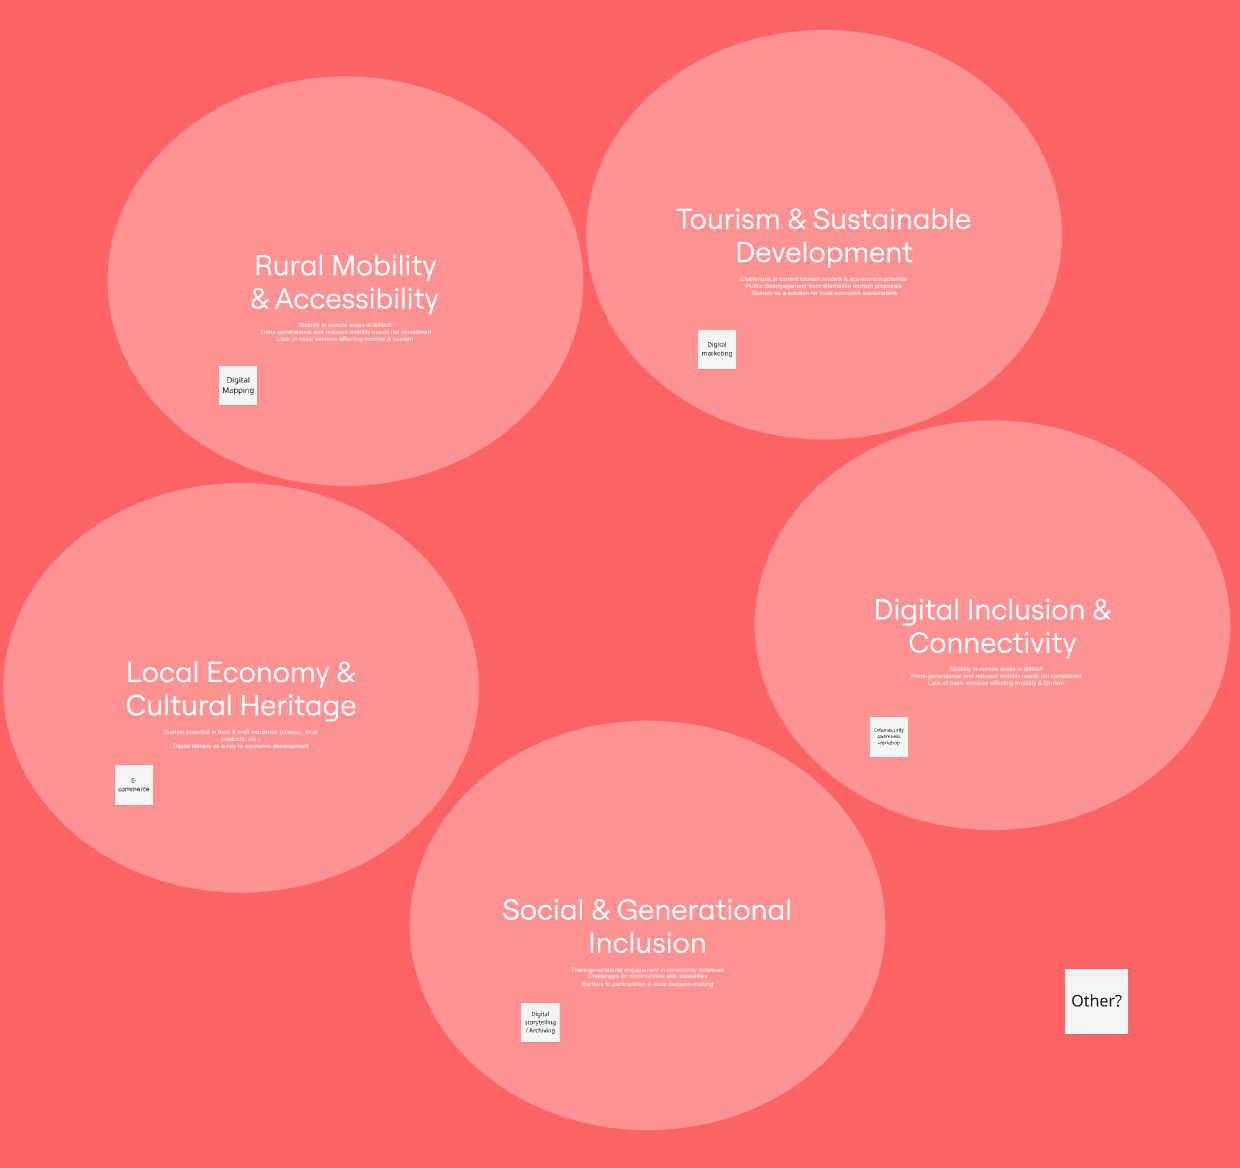 Tourism & Sustainable
Development
Challenges in current tourism models & eco-tourism potential
Public disengagement from alternative tourism proposals
Tourism as a solution for local economic sustainability
Digital
marketing
Rural Mobility
& Accessibility
Mobility in remote areas is difficult
Trans-generational and reduced mobility needs not considered
Lack of basic services affecting mobility & tourism
Digital
Mapping
Digital Inclusion &
Connectivity
Mobility in remote areas is difficult
Trans-generational and reduced mobility needs not considered
Lack of basic services affecting mobility & tourism
Cybersecurity
awareness
workshop
Local Economy &
Cultural Heritage
Tourism potential in food & craft industries (cheese, local
products, etc.)
Digital literacy as a key to economic development
E-
commerce
Social & Generational
Inclusion
Trans-generational engagement in community initiatives
Challenges for communities with disabilities
Barriers to participation in local decision-making
Digital
storytelling
/ Archiving
Other?